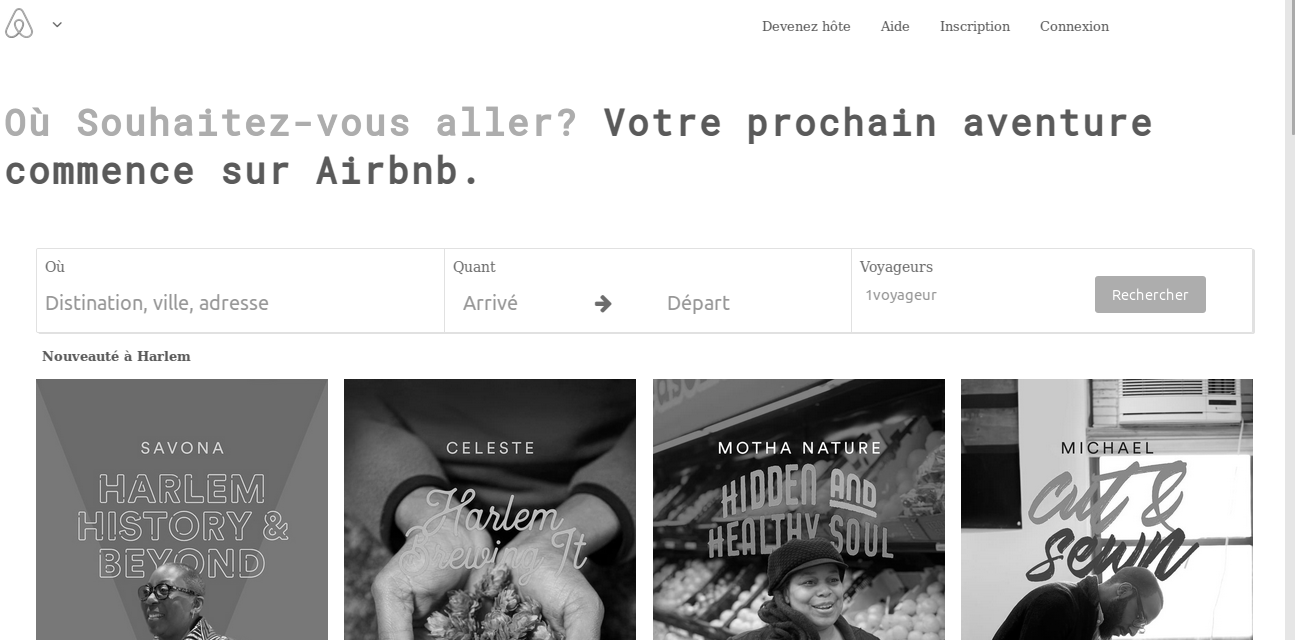 Devenez hôte Aide Inscription Connexion
Où Souhaitez-vous aller? Votre prochain aventure
commence sur Airbnb.
Où Quant Voyageurs
Distination, ville, adresse Arrivé Départ 1voyageur Rechercher
Nouveauté à Harlem
SAVONA
HARLEM
HISTORY &
BEYOND
CELESTE
Harlem
Brewing It
MOTHA NATURE
HIDDEN AND
HEALTHY SOUL
MICHAEL
cut &
sewn